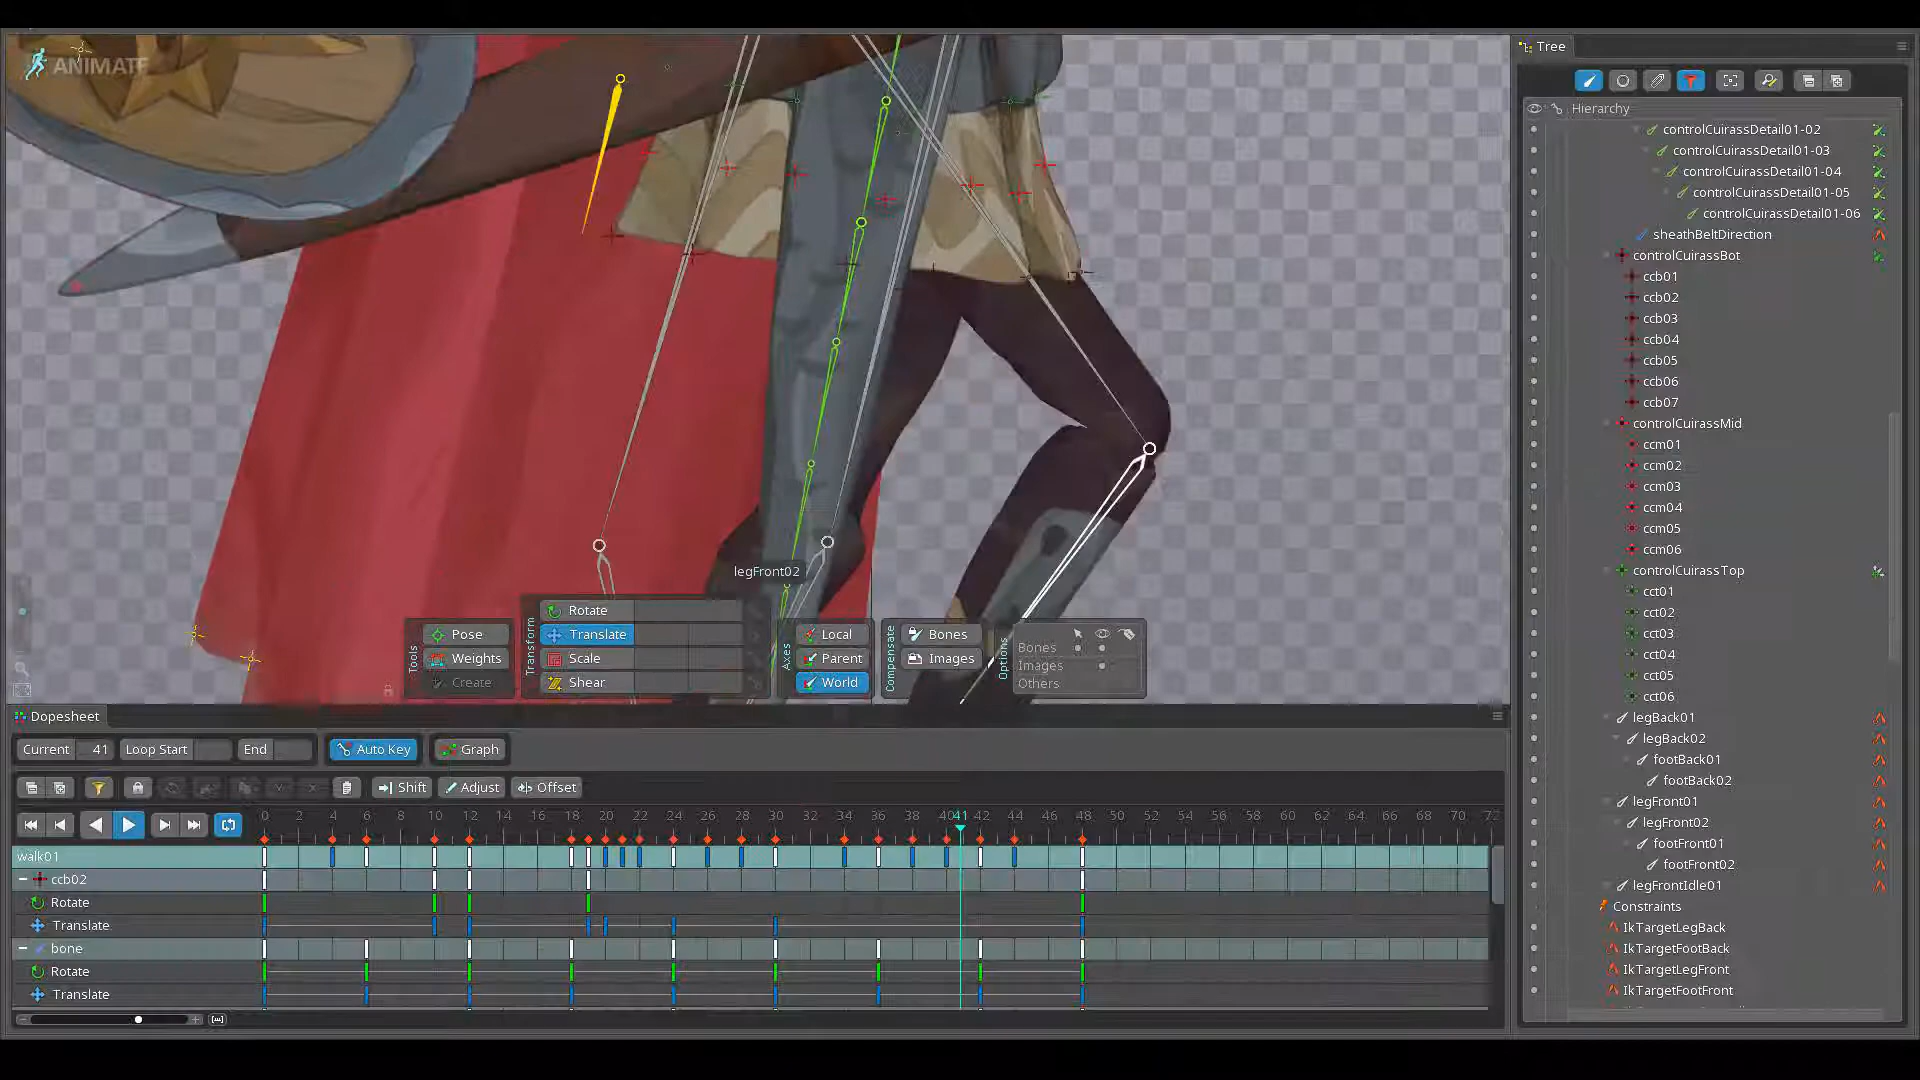 ANIMATE
legFront02
Tools
Pose
Weights
Create
Transform
Rotate
Translate
Scale
Shear
Axes
Local
Parent
World
Compensate
Bones
Images
Options
Bones
Images
Others
Dopesheet
Current 41 Loop Start End Auto Key Graph
Shift Adjust Offset
0 2 4 6 8 10 12 14 16 18 20 22 24 26 28 30 32 34 36 38 40 41 42 44 46 48 50 52 54 56 58 60 62 64 66 68 70 72
walk01
ccb02
Rotate
Translate
bone
Rotate
Translate
Tree
Hierarchy
controlCuirassDetail01-02
controlCuirassDetail01-03
controlCuirassDetail01-04
controlCuirassDetail01-05
controlCuirassDetail01-06
sheathBeltDirection
controlCuirassBot
ccb01
ccb02
ccb03
ccb04
ccb05
ccb06
ccb07
controlCuirassMid
ccm01
ccm02
ccm03
ccm04
ccm05
ccm06
controlCuirassTop
cct01
cct02
cct03
cct04
cct05
cct06
legBack01
legBack02
footBack01
footBack02
legFront01
legFront02
footFront01
footFront02
legFrontIdle01
Constraints
IkTargetLegBack
IkTargetFootBack
IkTargetLegFront
IkTargetFootFront